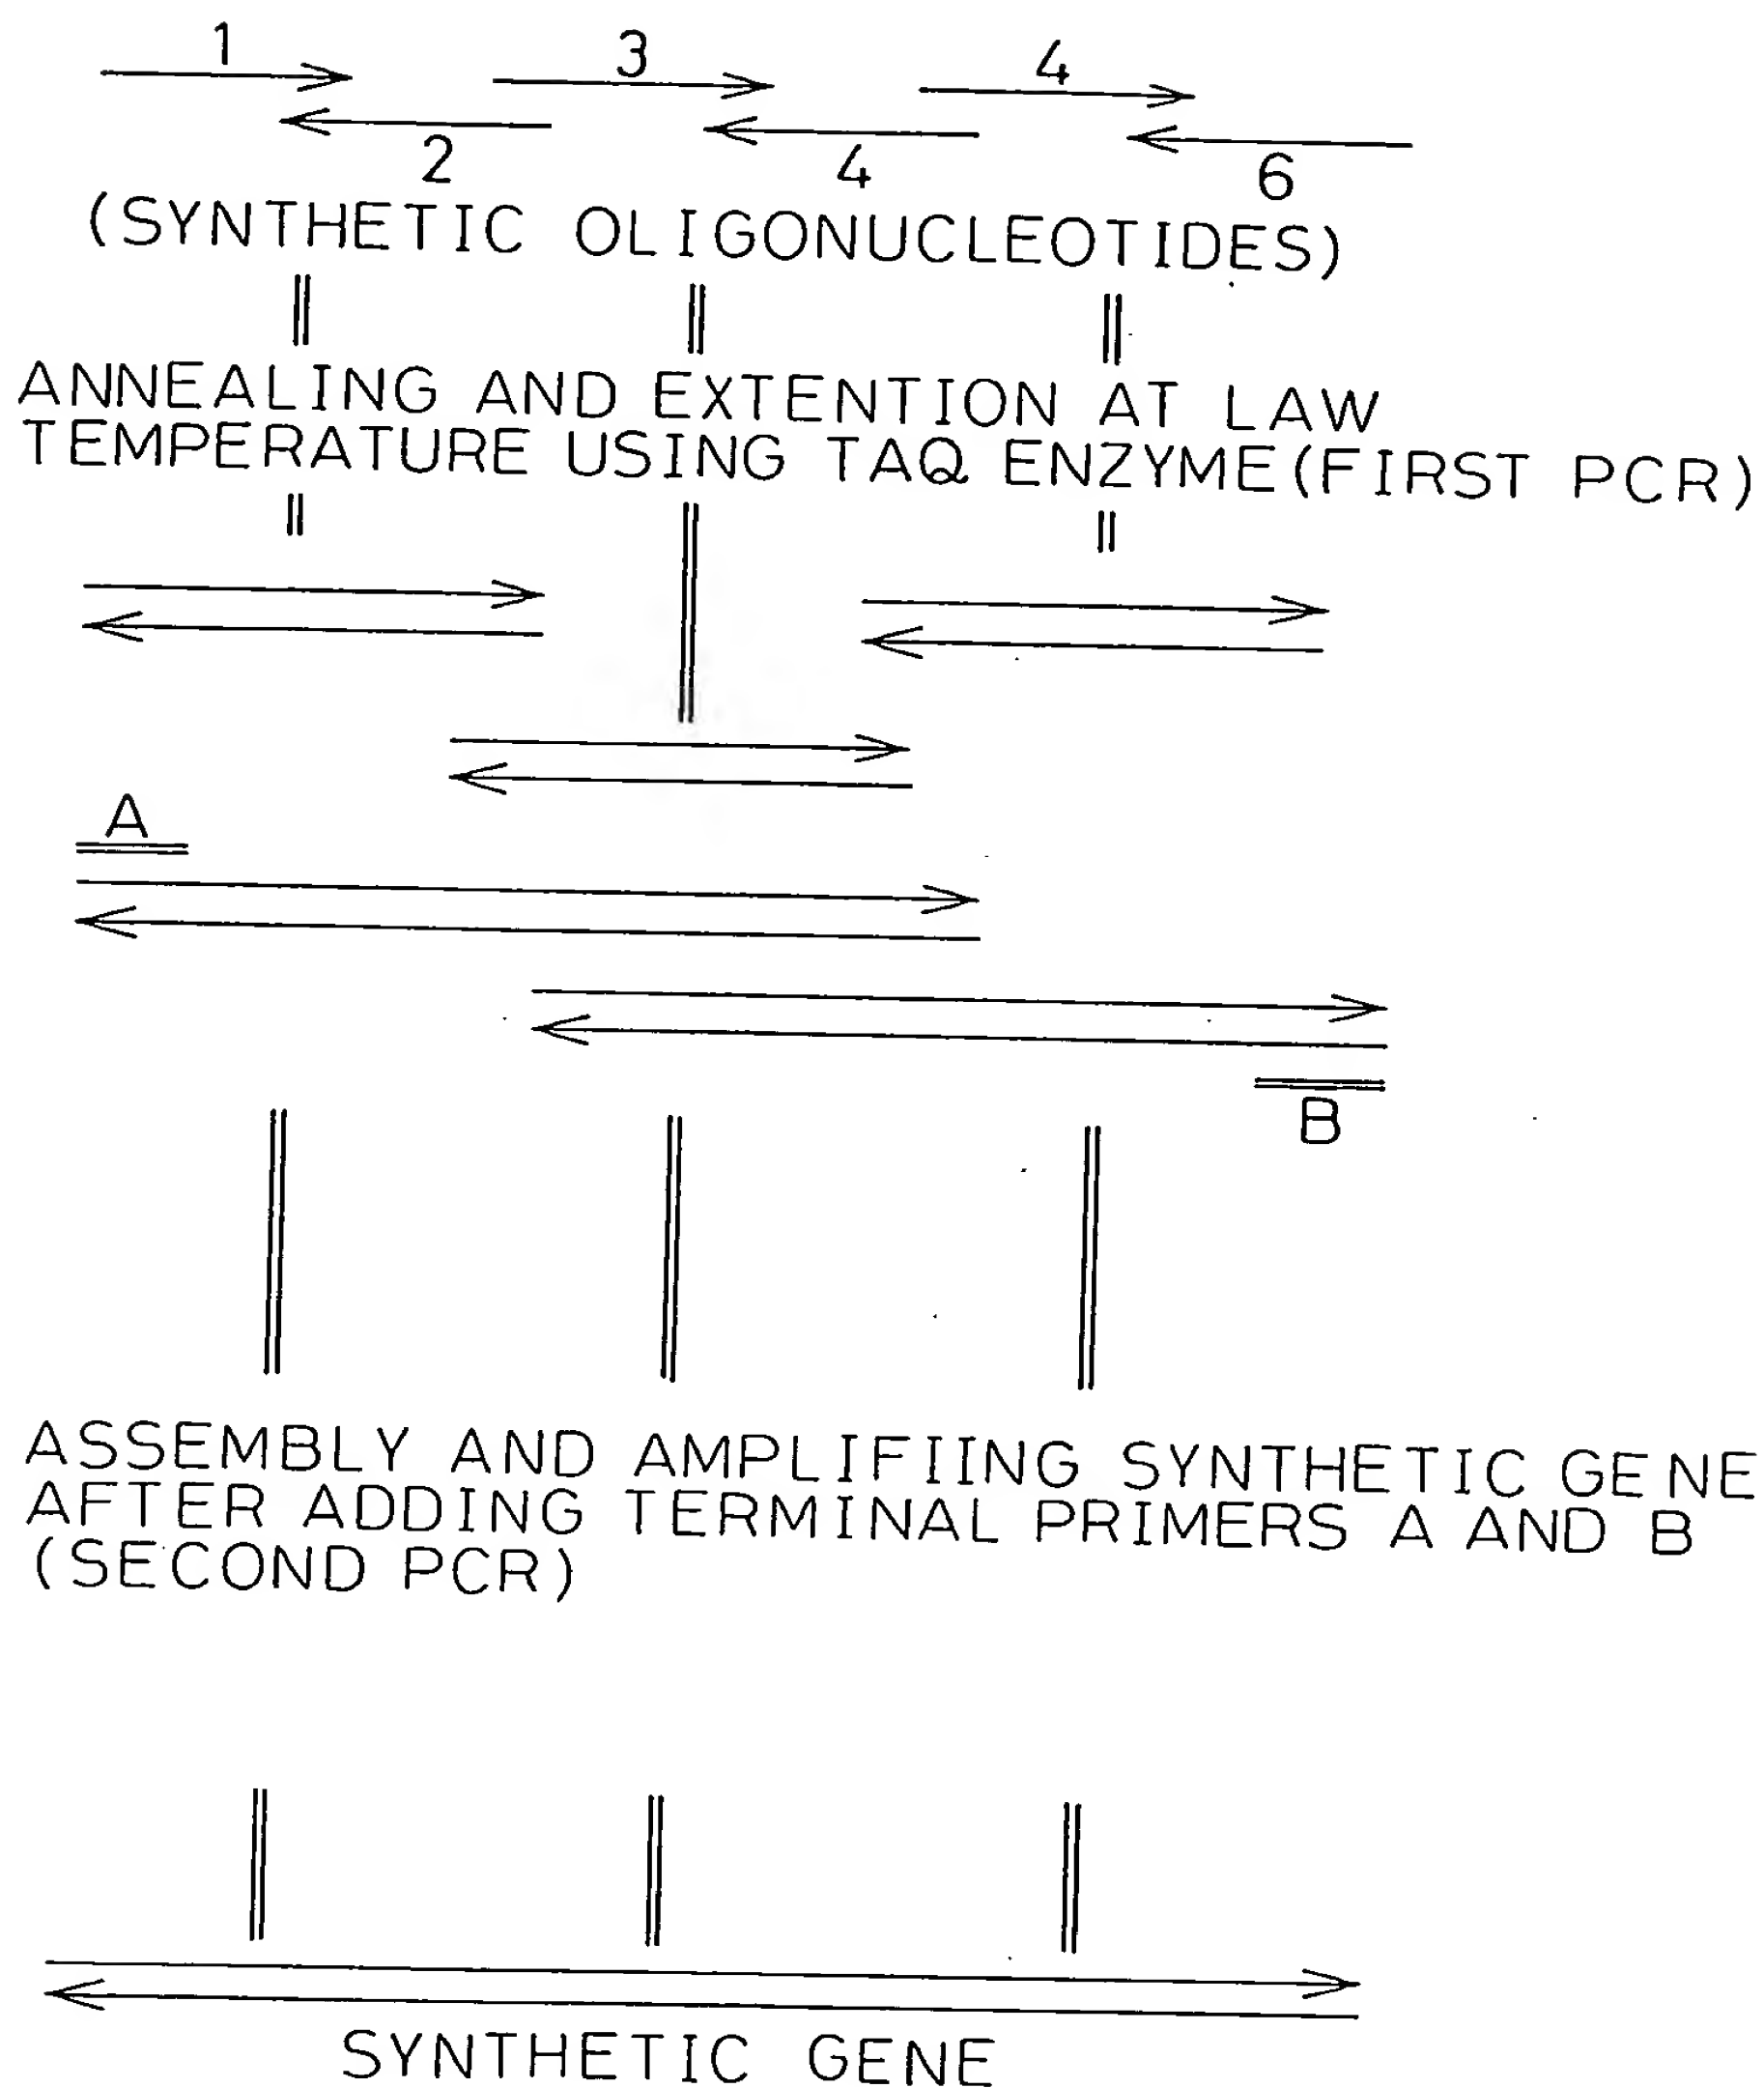 1 3 4
2 4 6
(SYNTHETIC OLIGONUCLEOTIDES)
ANNEALING AND EXTENTION AT LAW
TEMPERATURE USING TAQ ENZYME(FIRST PCR)
A
B
ASSEMBLY AND AMPLIFIING SYNTHETIC GENE
AFTER ADDING TERMINAL PRIMERS A AND B
(SECOND PCR)
SYNTHETIC GENE